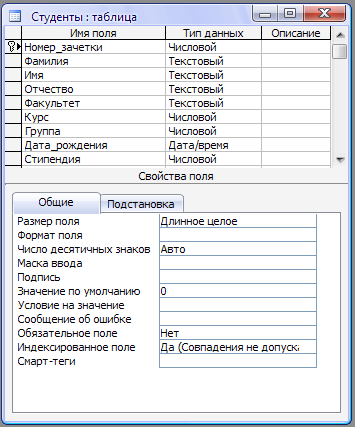 Студенты : таблица
Имя поля Тип данных Описание
Номер_зачетки Числовой
Фамилия Текстовый
Имя Текстовый
Отчество Текстовый
Факультет Текстовый
Курс Числовой
Группа Числовой
Дата_рождения Дата/время
Стипендия Числовой
Свойства поля
Общие Подстановка
Размер поля Длинное целое
Формат поля
Число десятичных знаков Авто
Маска ввода
Подпись
Значение по умолчанию 0
Условие на значение
Сообщение об ошибке
Обязательное поле Нет
Индексированное поле Да (Совпадения не допуска
Смарт-теги